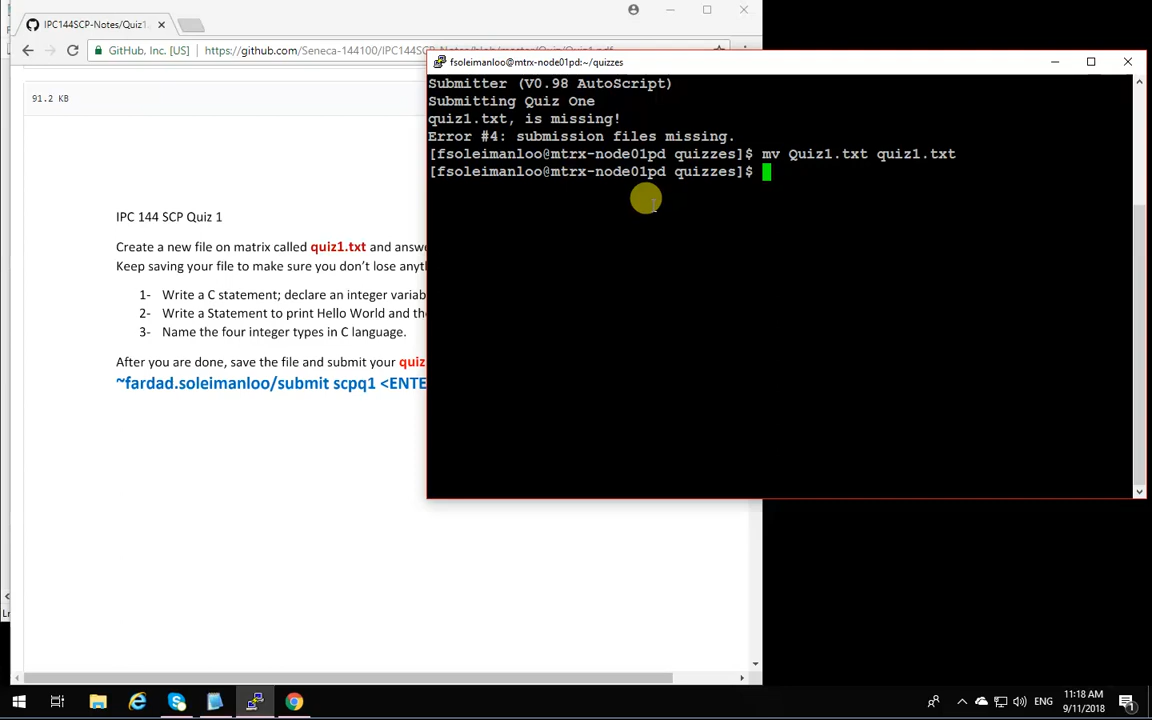 IPC144SCP-Notes/Quiz1.
GitHub, Inc. [US]
https://github.com/Seneca-144100/IPC144SCP-Notes/blob/master/Quiz/Quiz1.pdf
91.2 KB
IPC 144 SCP Quiz 1
Create a new file on matrix called quiz1.txt and answe
Keep saving your file to make sure you don't lose anyth
1- Write a C statement; declare an integer variab
2- Write a Statement to print Hello World and the
3- Name the four integer types in C language.
After you are done, save the file and submit your quiz
~fardad.soleimanloo/submit scpq1 <ENTE
fsoleimanloo@mtrx-node01pd:~/quizzes
Submitter (V0.98 AutoScript)
Submitting Quiz One
quiz1.txt, is missing!
Error #4: submission files missing.
[fsoleimanloo@mtrx-node01pd quizzes]$ mv Quiz1.txt quiz1.txt
[fsoleimanloo@mtrx-node01pd quizzes]$
ENG
11:18 AM
9/11/2018